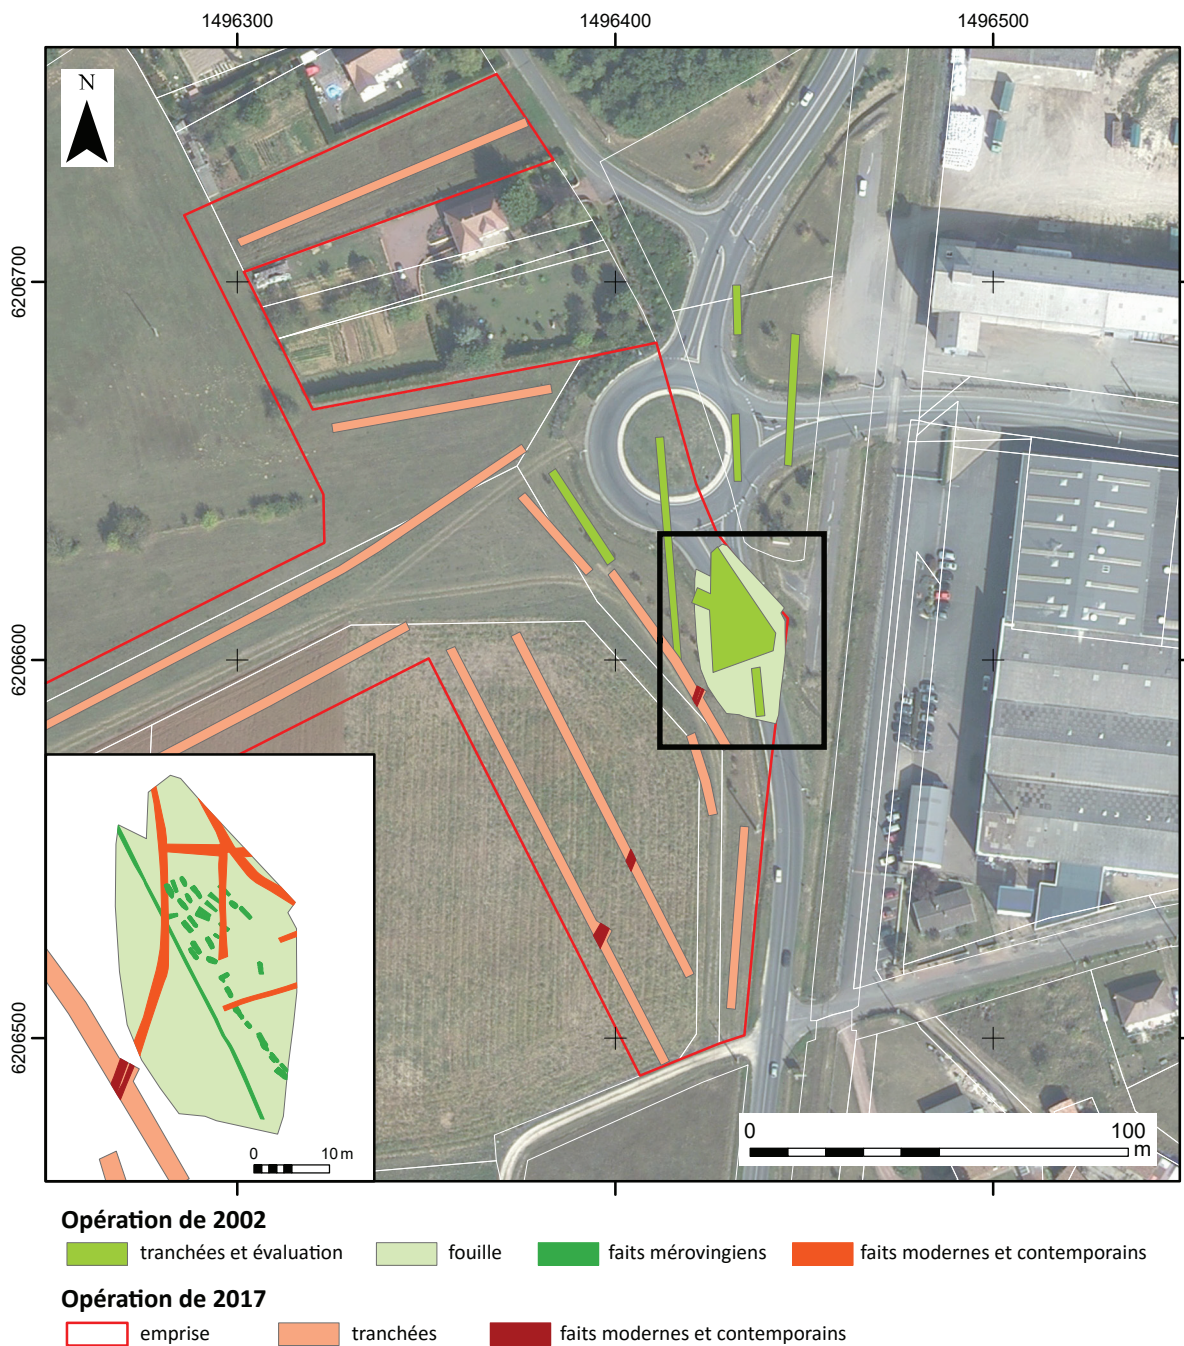 1496300 1496400 1496500
N
6206700
6206600
6206500
0 10 m
0 100
m
Opération de 2002
tranchées et évaluation fouille faits mérovingiens faits modernes et contemporains
Opération de 2017
emprise tranchées faits modernes et contemporains